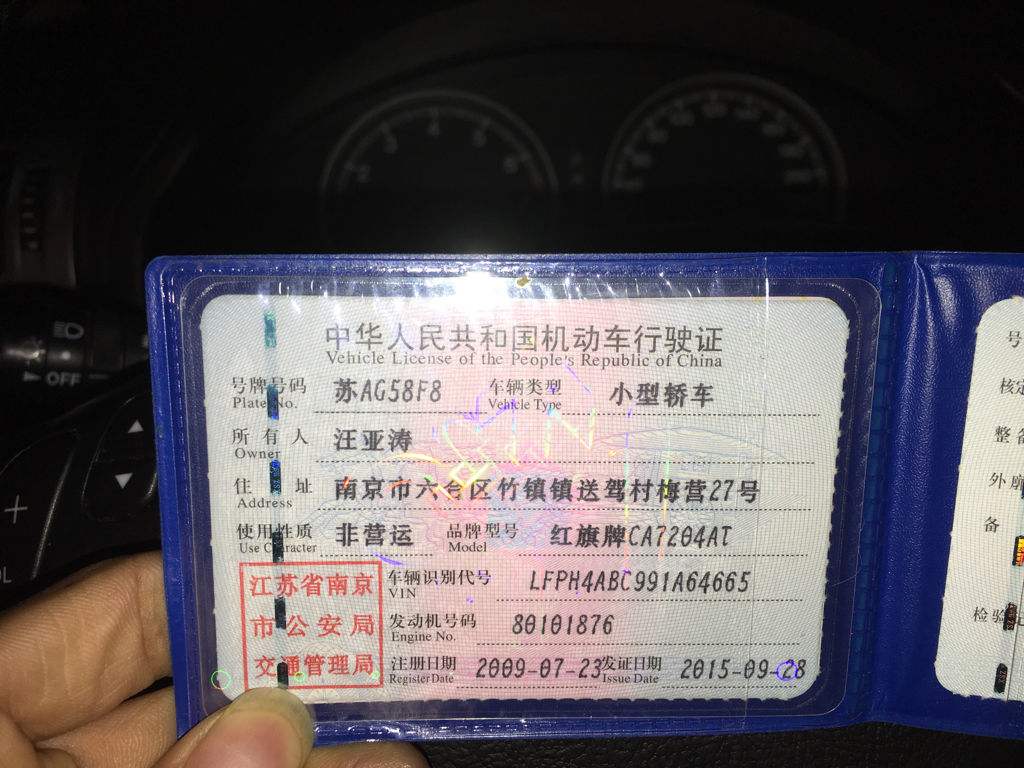 中华人民共和国机动车行驶证
Vehicle License of the People's Republic of China
号牌号码 苏AG58F8 车辆类型 小型轿车
Plate No. Vehicle Type
所有人 汪亚涛
Owner
住址 南京市六合区竹镇镇送驾村梅营27号
Address
使用性质 非营运 品牌型号 红旗牌CA7204AT
Use Character Model
江苏省南京 车辆识别代号 LFPH4ABC991A64665
VIN
市公安局 发动机号码 80101876
Engine No.
交通管理局 注册日期 2009-07-23 发证日期 2015-09-28
Register Date Issue Date
号
核定
整备
外廓
备
检验
OFF